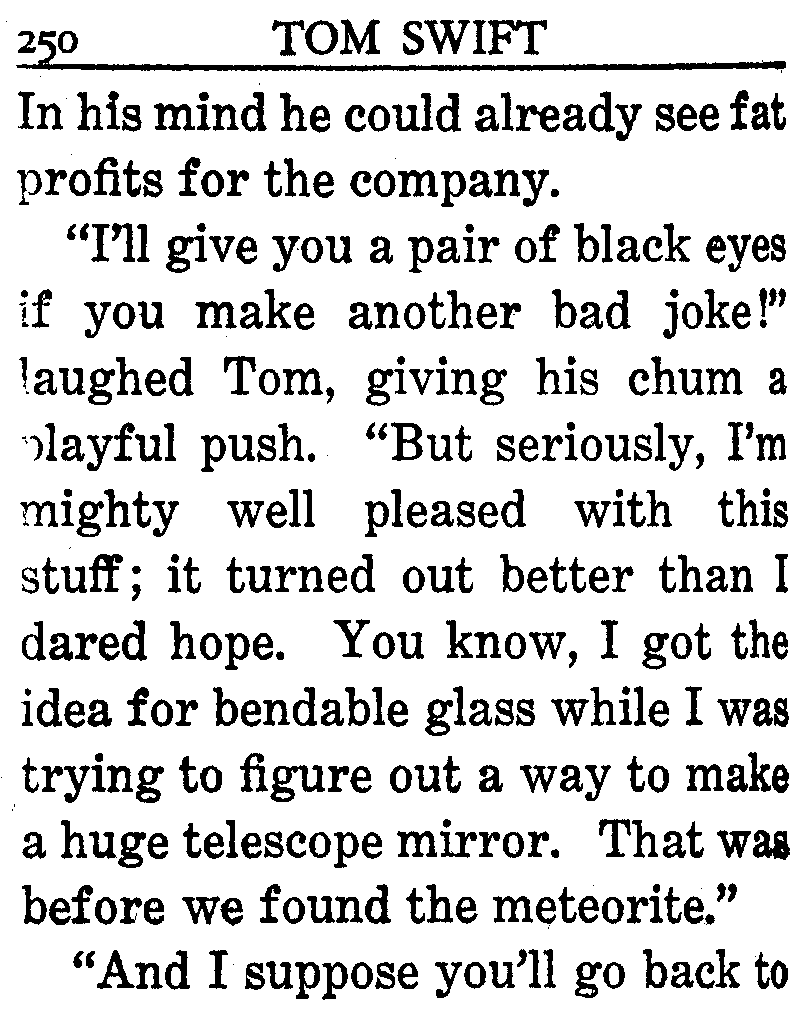 250 TOM SWIFT
In his mind he could already see fat
profits for the company.
“I’ll give you a pair of black eyes
if you make another bad joke!”
laughed Tom, giving his chum a
playful push. “But seriously, I’m
mighty well pleased with this
stuff; it turned out better than I
dared hope. You know, I got the
idea for bendable glass while I was
trying to figure out a way to make
a huge telescope mirror. That was
before we found the meteorite.”
“And I suppose you’ll go back to